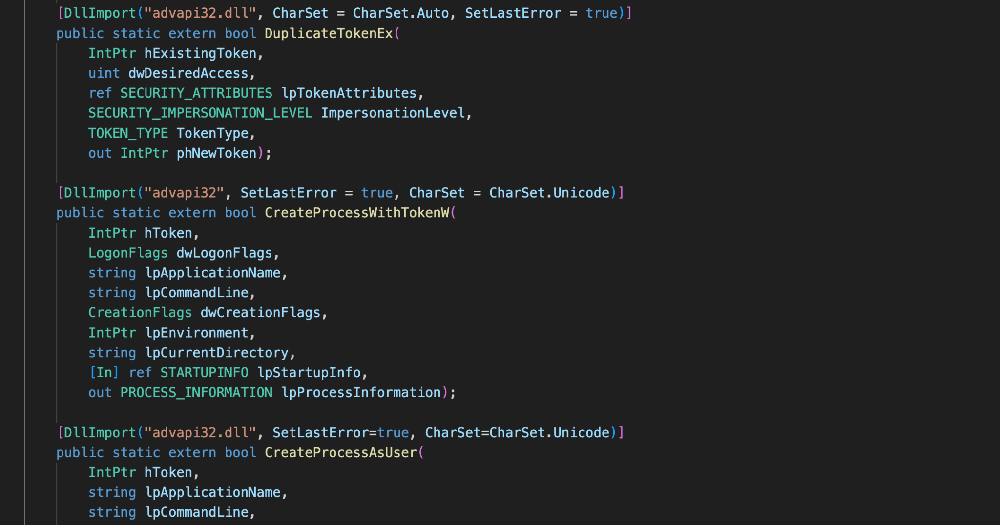 [DllImport("advapi32.dll", CharSet = CharSet.Auto, SetLastError = true)]
public static extern bool DuplicateTokenEx(
    IntPtr hExistingToken,
    uint dwDesiredAccess,
    ref SECURITY_ATTRIBUTES lpTokenAttributes,
    SECURITY_IMPERSONATION_LEVEL ImpersonationLevel,
    TOKEN_TYPE TokenType,
    out IntPtr phNewToken);
[DllImport("advapi32", SetLastError = true, CharSet = CharSet.Unicode)]
public static extern bool CreateProcessWithTokenW(
    IntPtr hToken,
    LogonFlags dwLogonFlags,
    string lpApplicationName,
    string lpCommandLine,
    CreationFlags dwCreationFlags,
    IntPtr lpEnvironment,
    string lpCurrentDirectory,
    [In] ref STARTUPINFO lpStartupInfo,
    out PROCESS_INFORMATION lpProcessInformation);
[DllImport("advapi32.dll", SetLastError=true, CharSet=CharSet.Unicode)]
public static extern bool CreateProcessAsUser(
    IntPtr hToken,
    string lpApplicationName,
    string lpCommandLine,